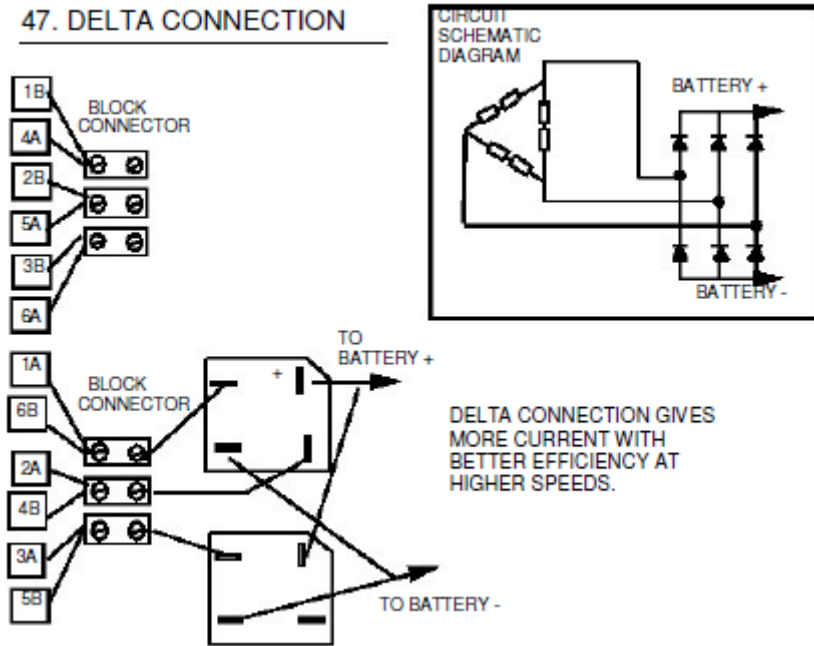 47. DELTA CONNECTION
CIRCUIT
SCHEMATIC
DIAGRAM
BATTERY +
BATTERY -
1B
4A
2B
5A
3B
6A
BLOCK
CONNECTOR
1A
6B
2A
4B
3A
5B
BLOCK
CONNECTOR
+
TO
BATTERY +
TO BATTERY -
DELTA CONNECTION GIVES
MORE CURRENT WITH
BETTER EFFICIENCY AT
HIGHER SPEEDS.